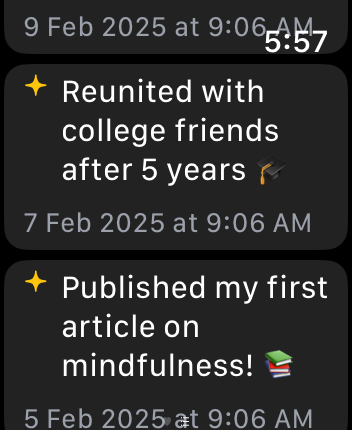 9 Feb 2025 at 9:06 AM
5:57
Reunited with
college friends
after 5 years 🎓
7 Feb 2025 at 9:06 AM
Published my first
article on
mindfulness! 📚
5 Feb 2025 at 9:06 AM